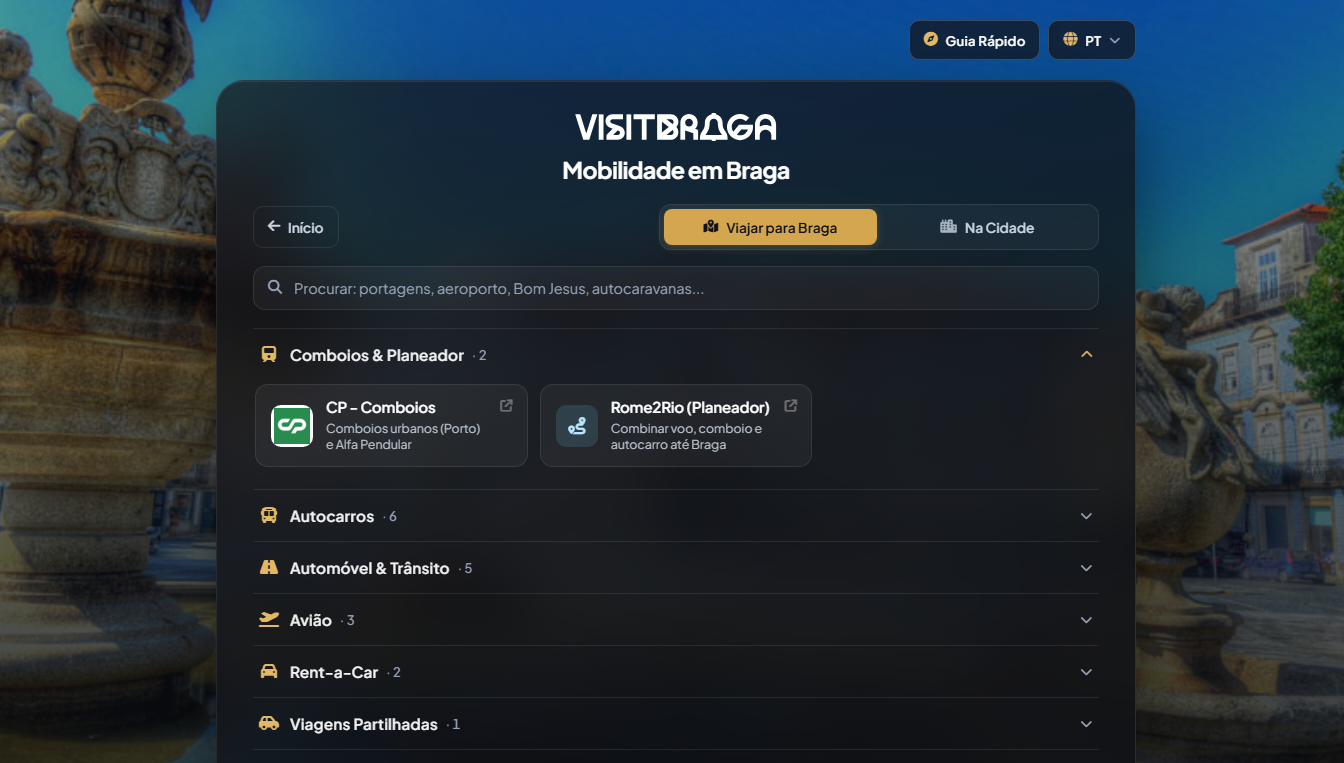 Guia Rápido
PT
VISITBRAGA
Mobilidade em Braga
Início
Viajar para Braga
Na Cidade
Procurar: portagens, aeroporto, Bom Jesus, autocaravanas...
Comboios & Planeador · 2
CP – Comboios
Comboios urbanos (Porto)
e Alfa Pendular
Rome2Rio (Planeador)
Combinar voo, comboio e
autocarro até Braga
Autocarros · 6
Automóvel & Trânsito · 5
Avião · 3
Rent-a-Car · 2
Viagens Partilhadas · 1